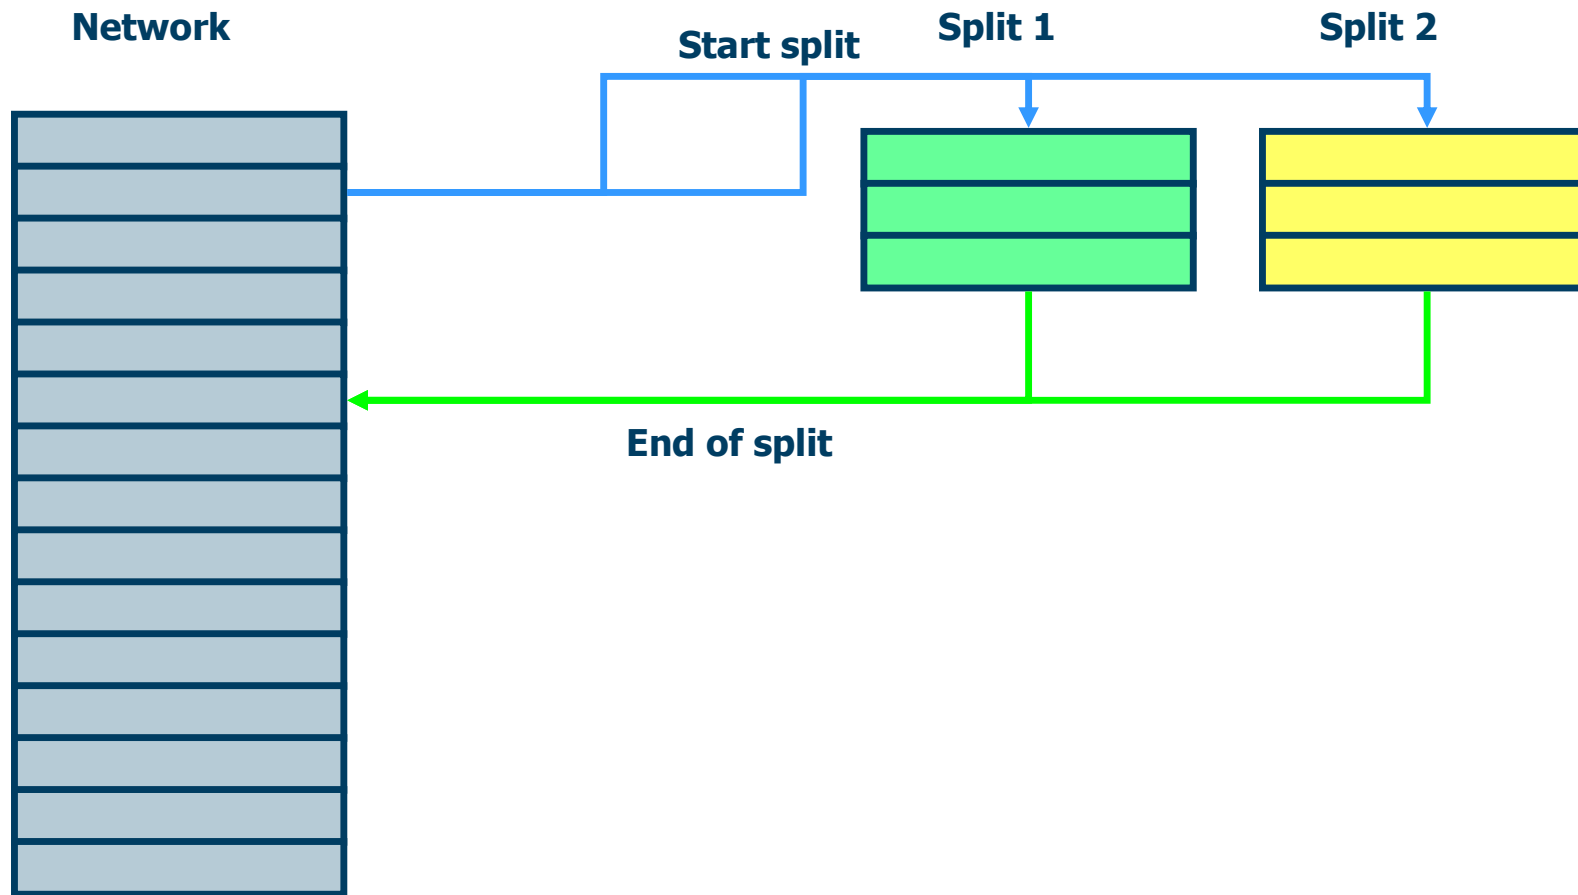 Network
Start split
Split 1
Split 2
End of split